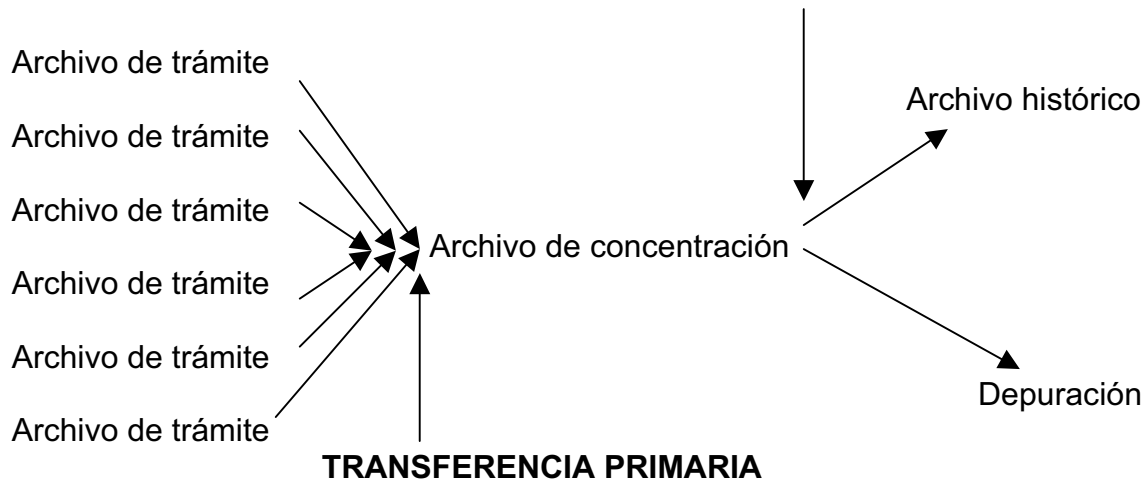 Archivo de trámite
Archivo histórico
Archivo de trámite
Archivo de trámite
Archivo de concentración
Archivo de trámite
Archivo de trámite
Depuración
Archivo de trámite
TRANSFERENCIA PRIMARIA